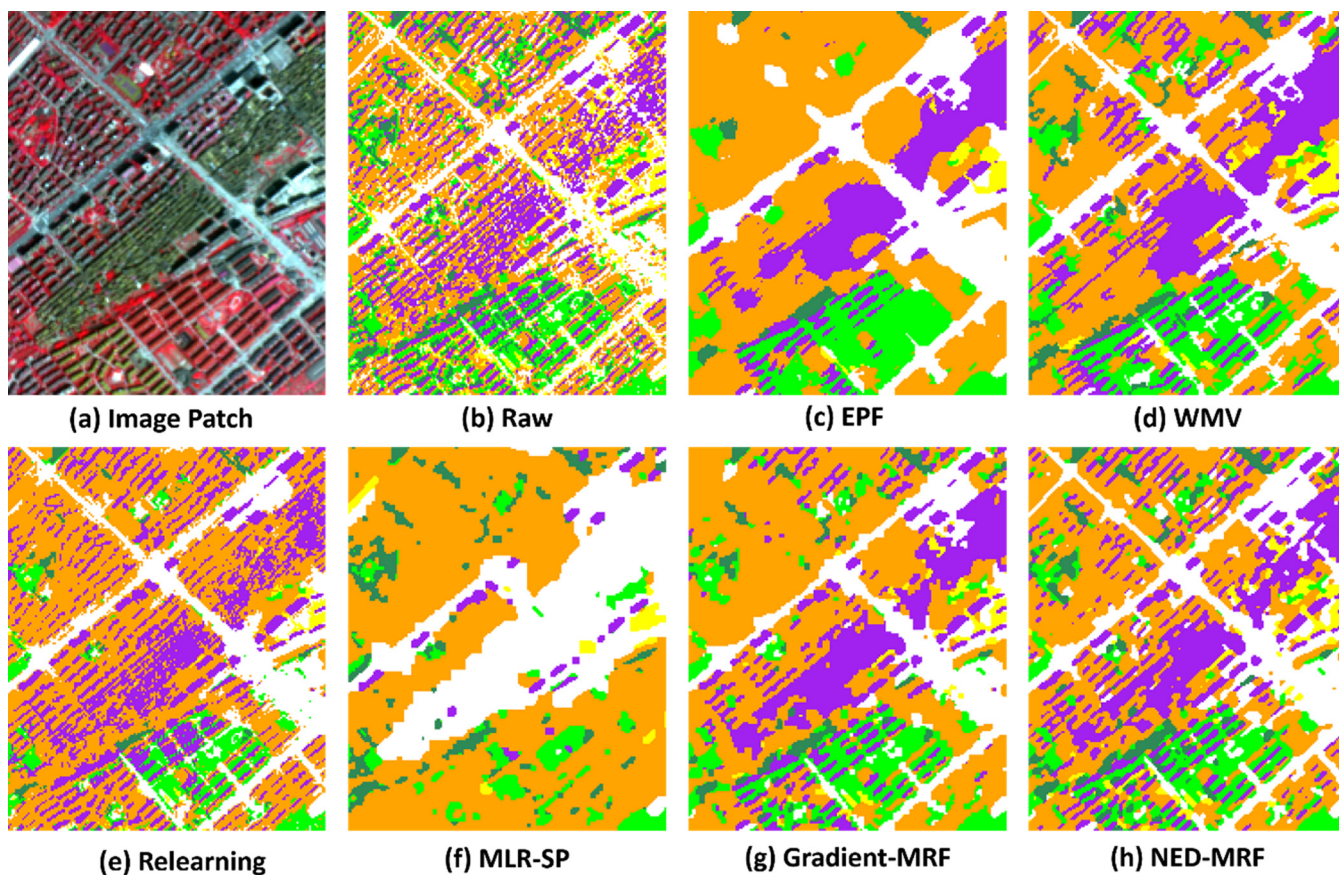 (a) Image Patch
(b) Raw
(c) EPF
(d) WMV
(e) Relearning
(f) MLR-SP
(g) Gradient-MRF
(h) NED-MRF